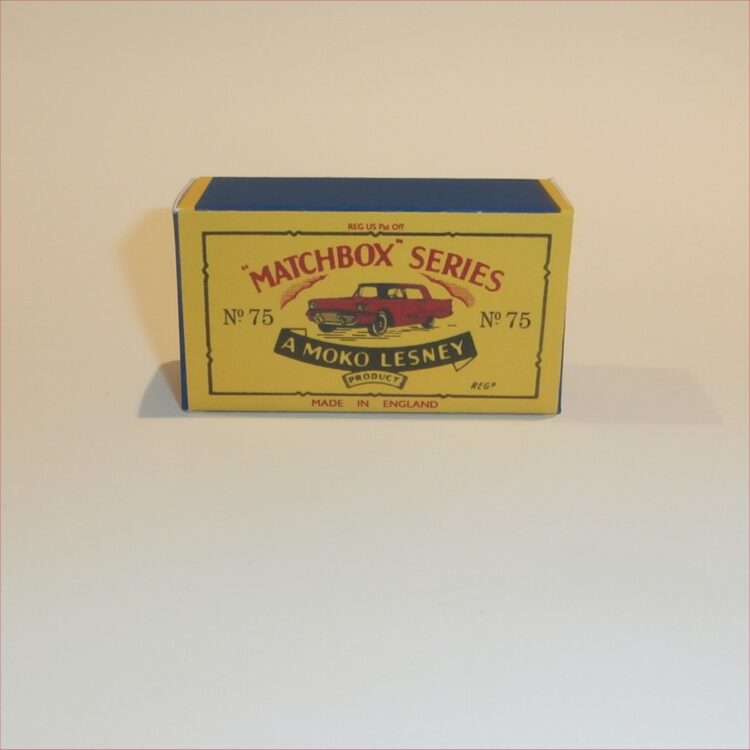 REG US Pat Off
"MATCHBOX" SERIES
Nº 75 Nº 75
A MOKO LESNEY
PRODUCT
REGD
MADE IN ENGLAND